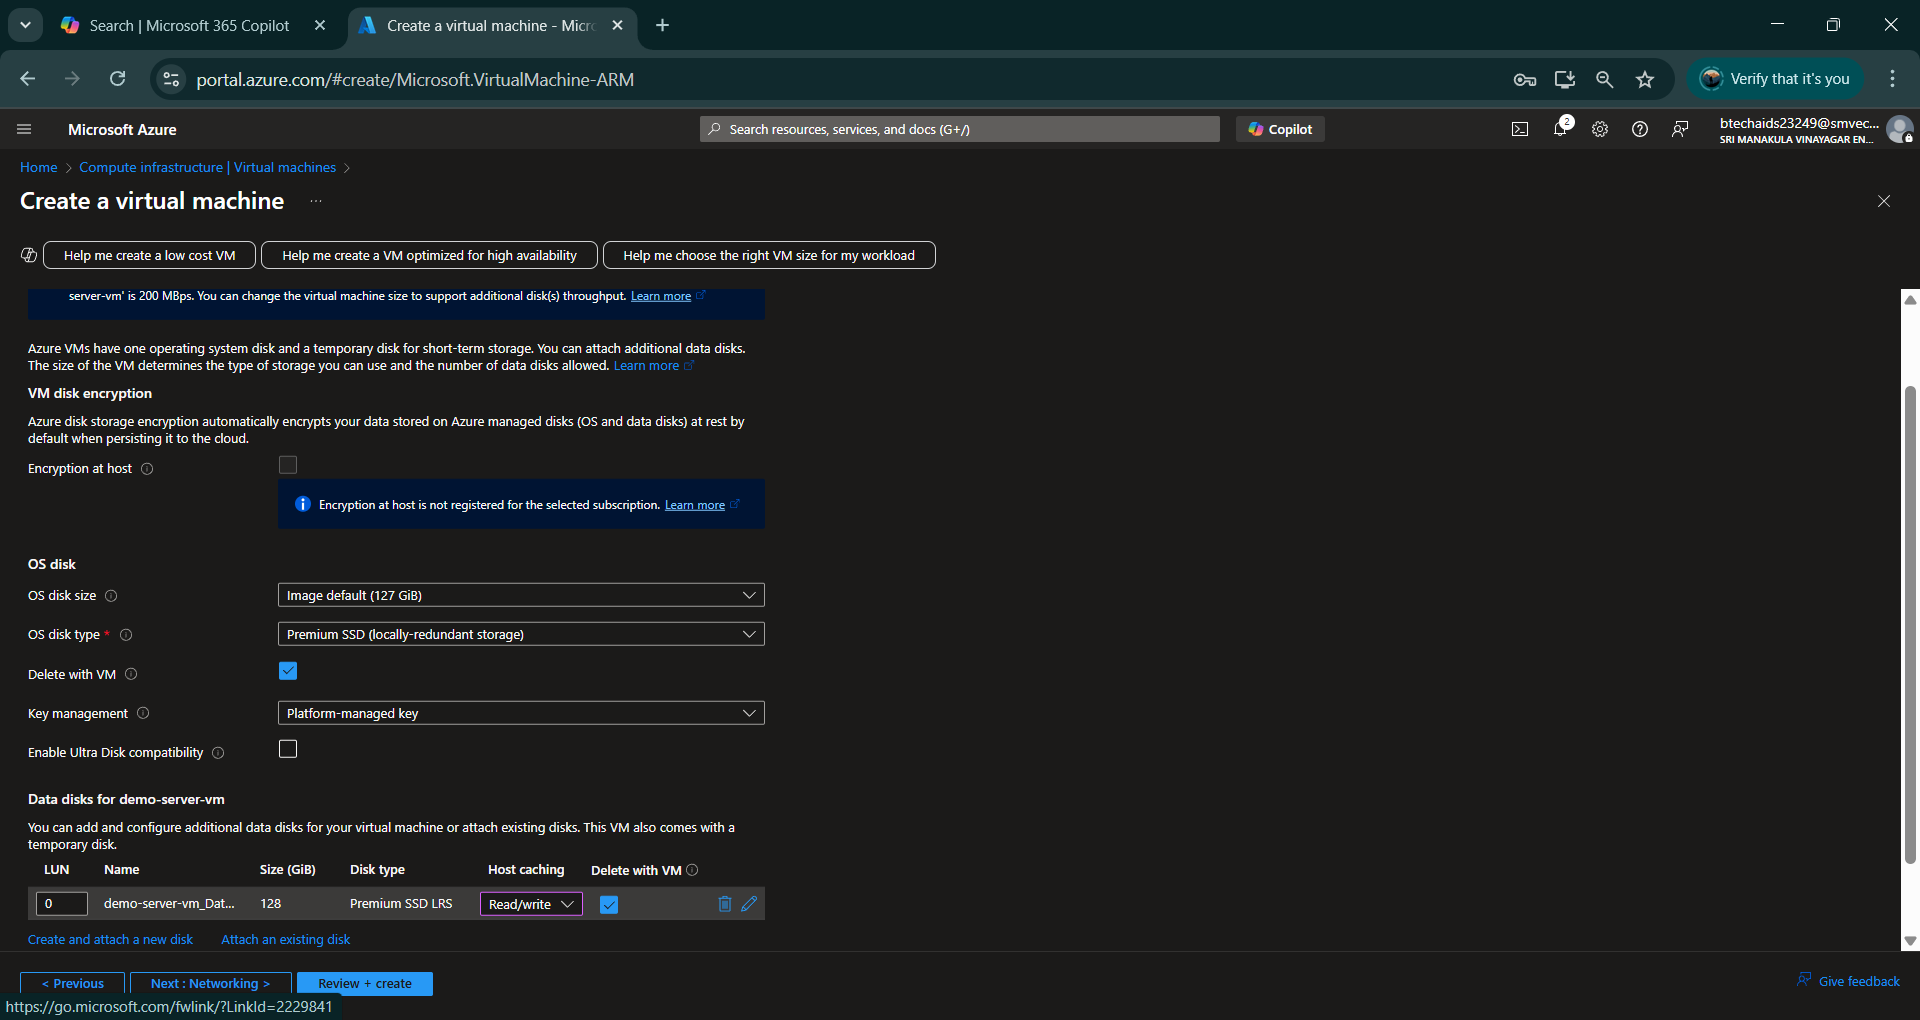 Search | Microsoft 365 Copilot
Create a virtual machine - Micro
portal.azure.com/#create/Microsoft.VirtualMachine-ARM
Verify that it's you
Microsoft Azure
Search resources, services, and docs (G+/)
Copilot
2
btechaids23249@smvec...
SRI MANAKULA VINAYAGAR EN...
Home > Compute infrastructure | Virtual machines >
Create a virtual machine ...
Help me create a low cost VM
Help me create a VM optimized for high availability
Help me choose the right VM size for my workload
server-vm' is 200 MBps. You can change the virtual machine size to support additional disk(s) throughput. Learn more
Azure VMs have one operating system disk and a temporary disk for short-term storage. You can attach additional data disks.
The size of the VM determines the type of storage you can use and the number of data disks allowed. Learn more
VM disk encryption
Azure disk storage encryption automatically encrypts your data stored on Azure managed disks (OS and data disks) at rest by
default when persisting it to the cloud.
Encryption at host
Encryption at host is not registered for the selected subscription. Learn more
OS disk
OS disk size
Image default (127 GiB)
OS disk type *
Premium SSD (locally-redundant storage)
Delete with VM
Key management
Platform-managed key
Enable Ultra Disk compatibility
Data disks for demo-server-vm
You can add and configure additional data disks for your virtual machine or attach existing disks. This VM also comes with a
temporary disk.
LUN Name Size (GiB) Disk type Host caching Delete with VM
0 demo-server-vm_Dat... 128 Premium SSD LRS Read/write
Create and attach a new disk Attach an existing disk
< Previous
Next : Networking >
Review + create
Give feedback
https://go.microsoft.com/fwlink/?LinkId=2229841